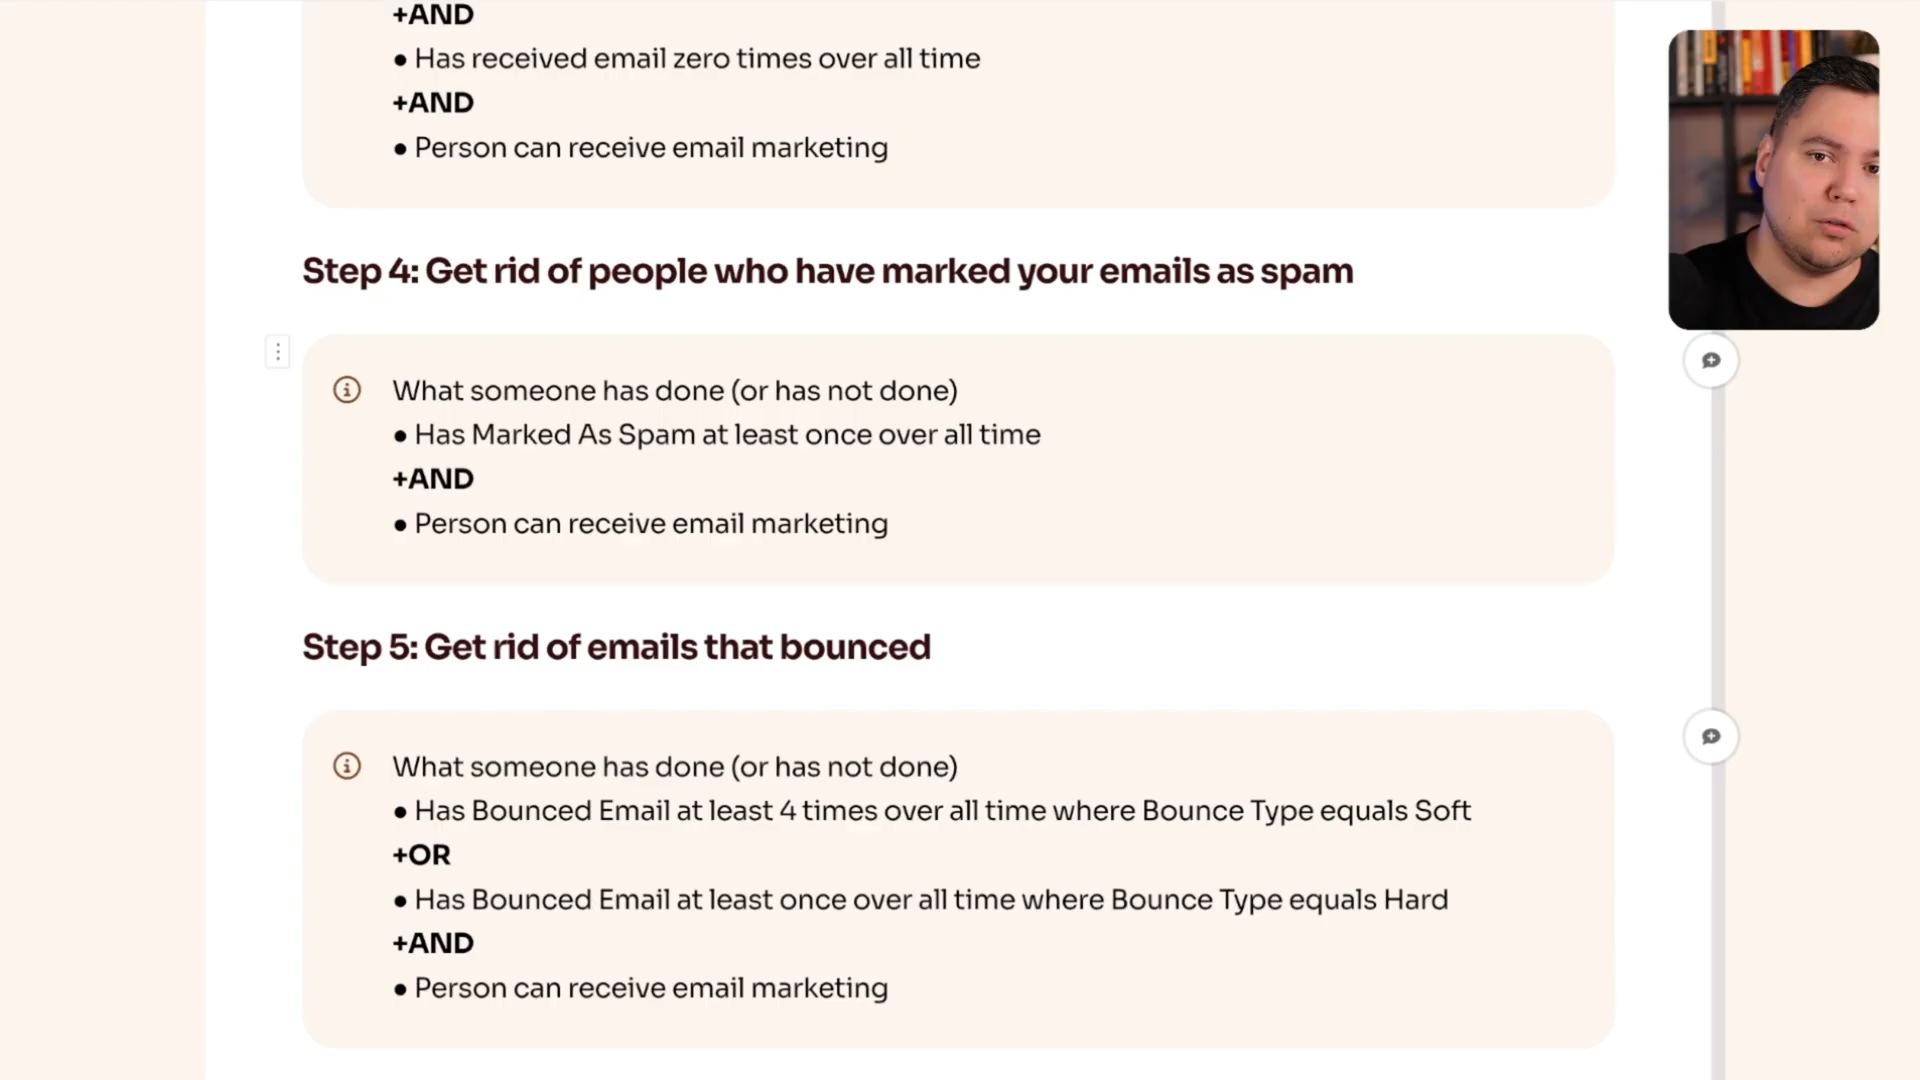 +AND
• Has received email zero times over all time
+AND
• Person can receive email marketing
Step 4: Get rid of people who have marked your emails as spam
What someone has done (or has not done)
• Has Marked As Spam at least once over all time
+AND
• Person can receive email marketing
Step 5: Get rid of emails that bounced
What someone has done (or has not done)
• Has Bounced Email at least 4 times over all time where Bounce Type equals Soft
+OR
• Has Bounced Email at least once over all time where Bounce Type equals Hard
+AND
• Person can receive email marketing